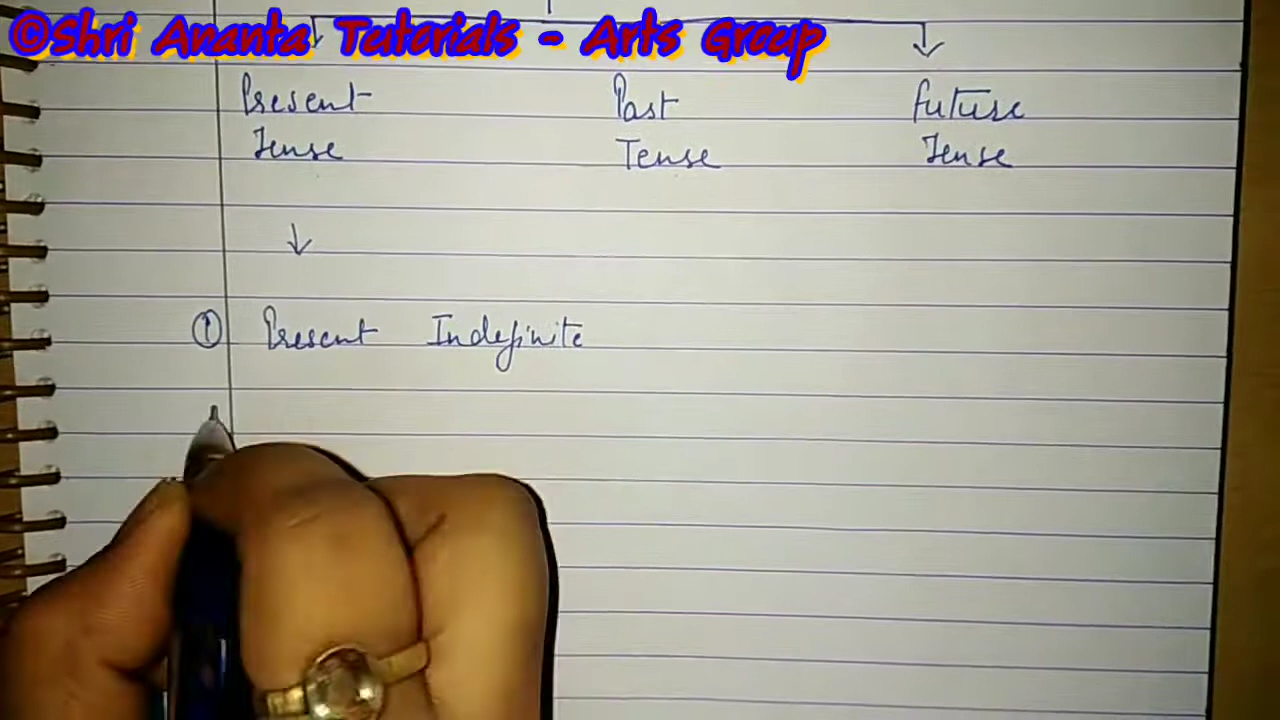 ©Shri Ananta Tutorials - Arts Group
Present Past Future
Tense Tense Tense
① Present Indefinite